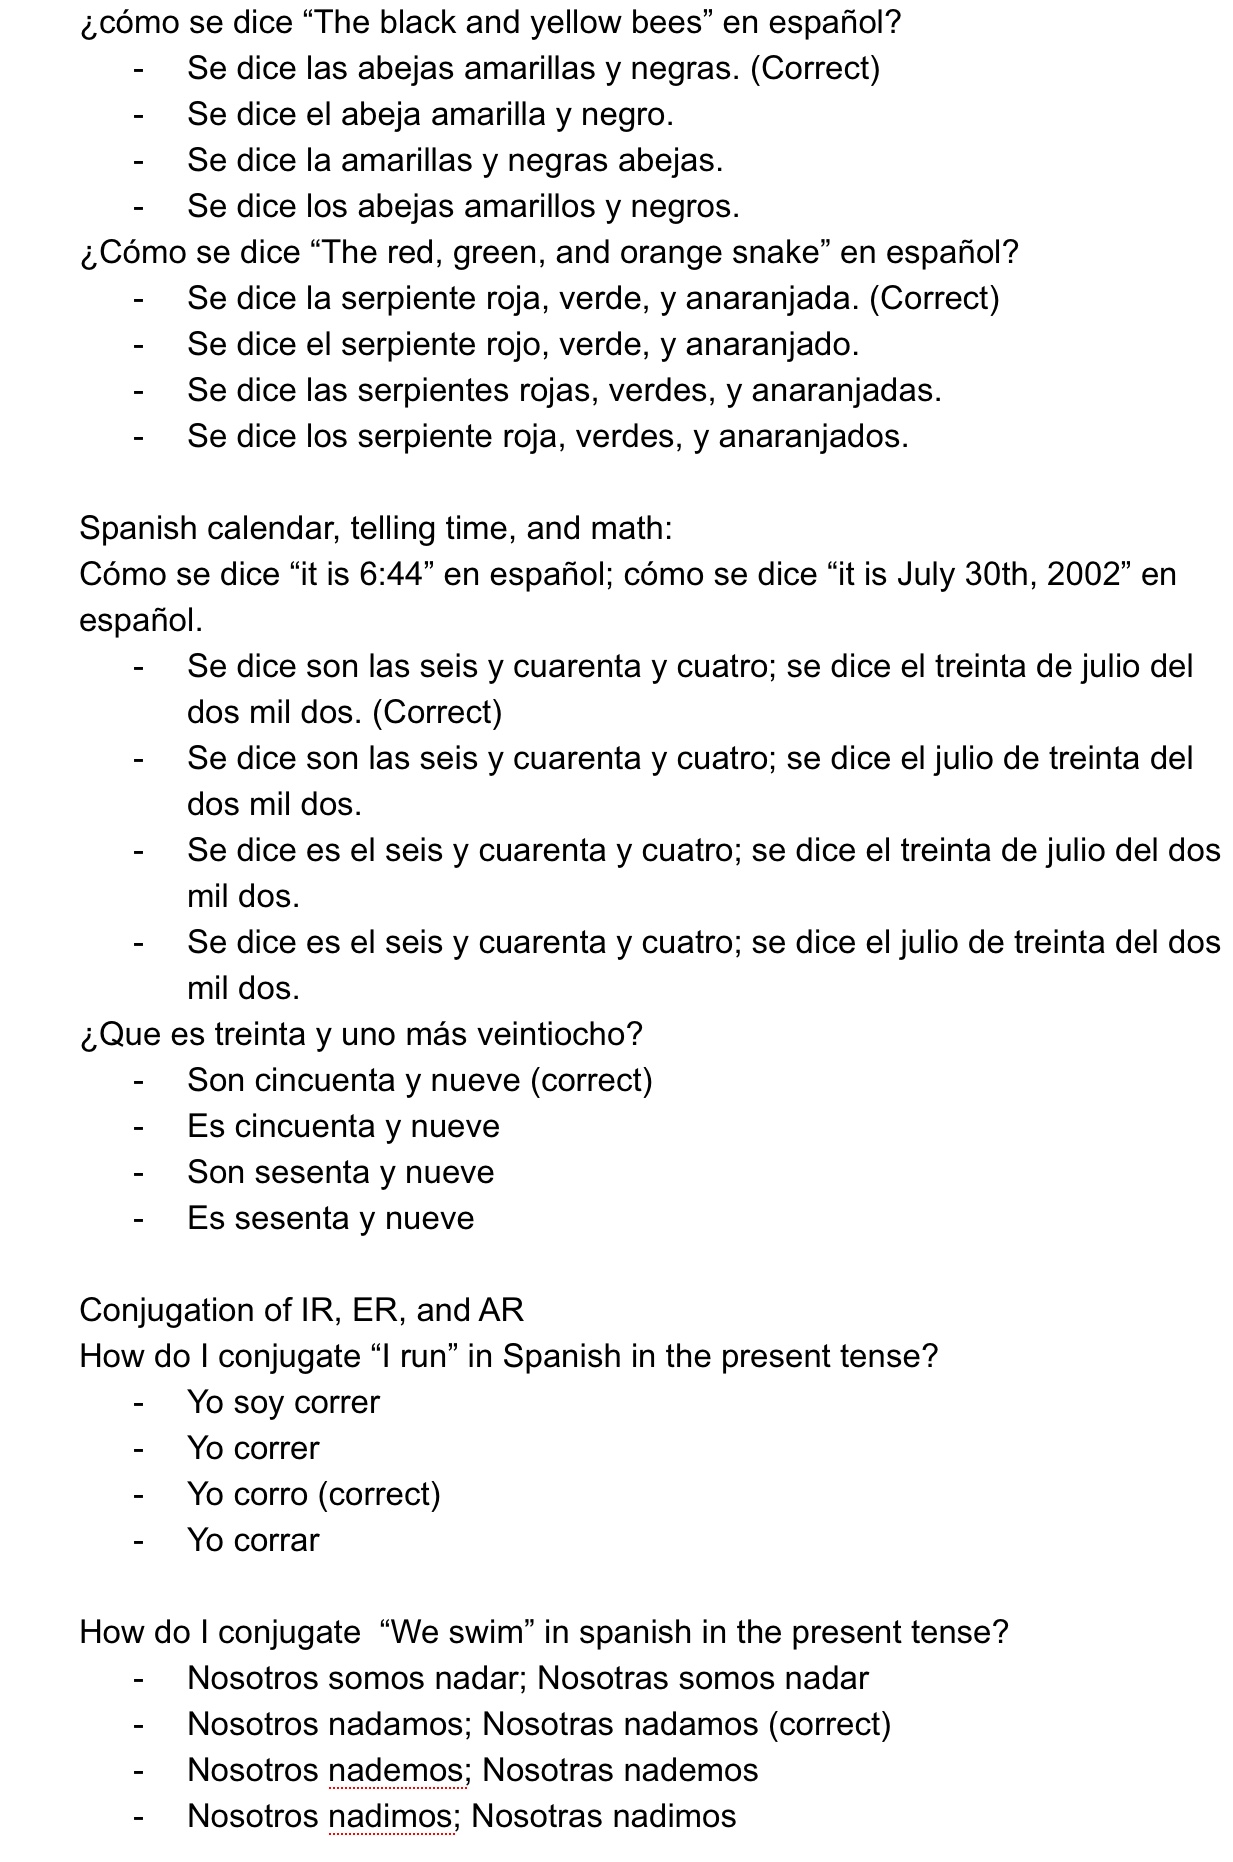 ¿cómo se dice “The black and yellow bees” en español?
- Se dice las abejas amarillas y negras. (Correct)
- Se dice el abeja amarilla y negro.
- Se dice la amarillas y negras abejas.
- Se dice los abejas amarillos y negros.
¿Cómo se dice “The red, green, and orange snake” en español?
- Se dice la serpiente roja, verde, y anaranjada. (Correct)
- Se dice el serpiente rojo, verde, y anaranjado.
- Se dice las serpientes rojas, verdes, y anaranjadas.
- Se dice los serpiente roja, verdes, y anaranjados.
Spanish calendar, telling time, and math:
Cómo se dice “it is 6:44” en español; cómo se dice “it is July 30th, 2002” en
español.
- Se dice son las seis y cuarenta y cuatro; se dice el treinta de julio del
dos mil dos. (Correct)
- Se dice son las seis y cuarenta y cuatro; se dice el julio de treinta del
dos mil dos.
- Se dice es el seis y cuarenta y cuatro; se dice el treinta de julio del dos
mil dos.
- Se dice es el seis y cuarenta y cuatro; se dice el julio de treinta del dos
mil dos.
¿Que es treinta y uno más veintiocho?
- Son cincuenta y nueve (correct)
- Es cincuenta y nueve
- Son sesenta y nueve
- Es sesenta y nueve
Conjugation of IR, ER, and AR
How do I conjugate “I run” in Spanish in the present tense?
- Yo soy correr
- Yo correr
- Yo corro (correct)
- Yo corrar
How do I conjugate  “We swim” in spanish in the present tense?
- Nosotros somos nadar; Nosotras somos nadar
- Nosotros nadamos; Nosotras nadamos (correct)
- Nosotros nademos; Nosotras nademos
- Nosotros nadimos; Nosotras nadimos